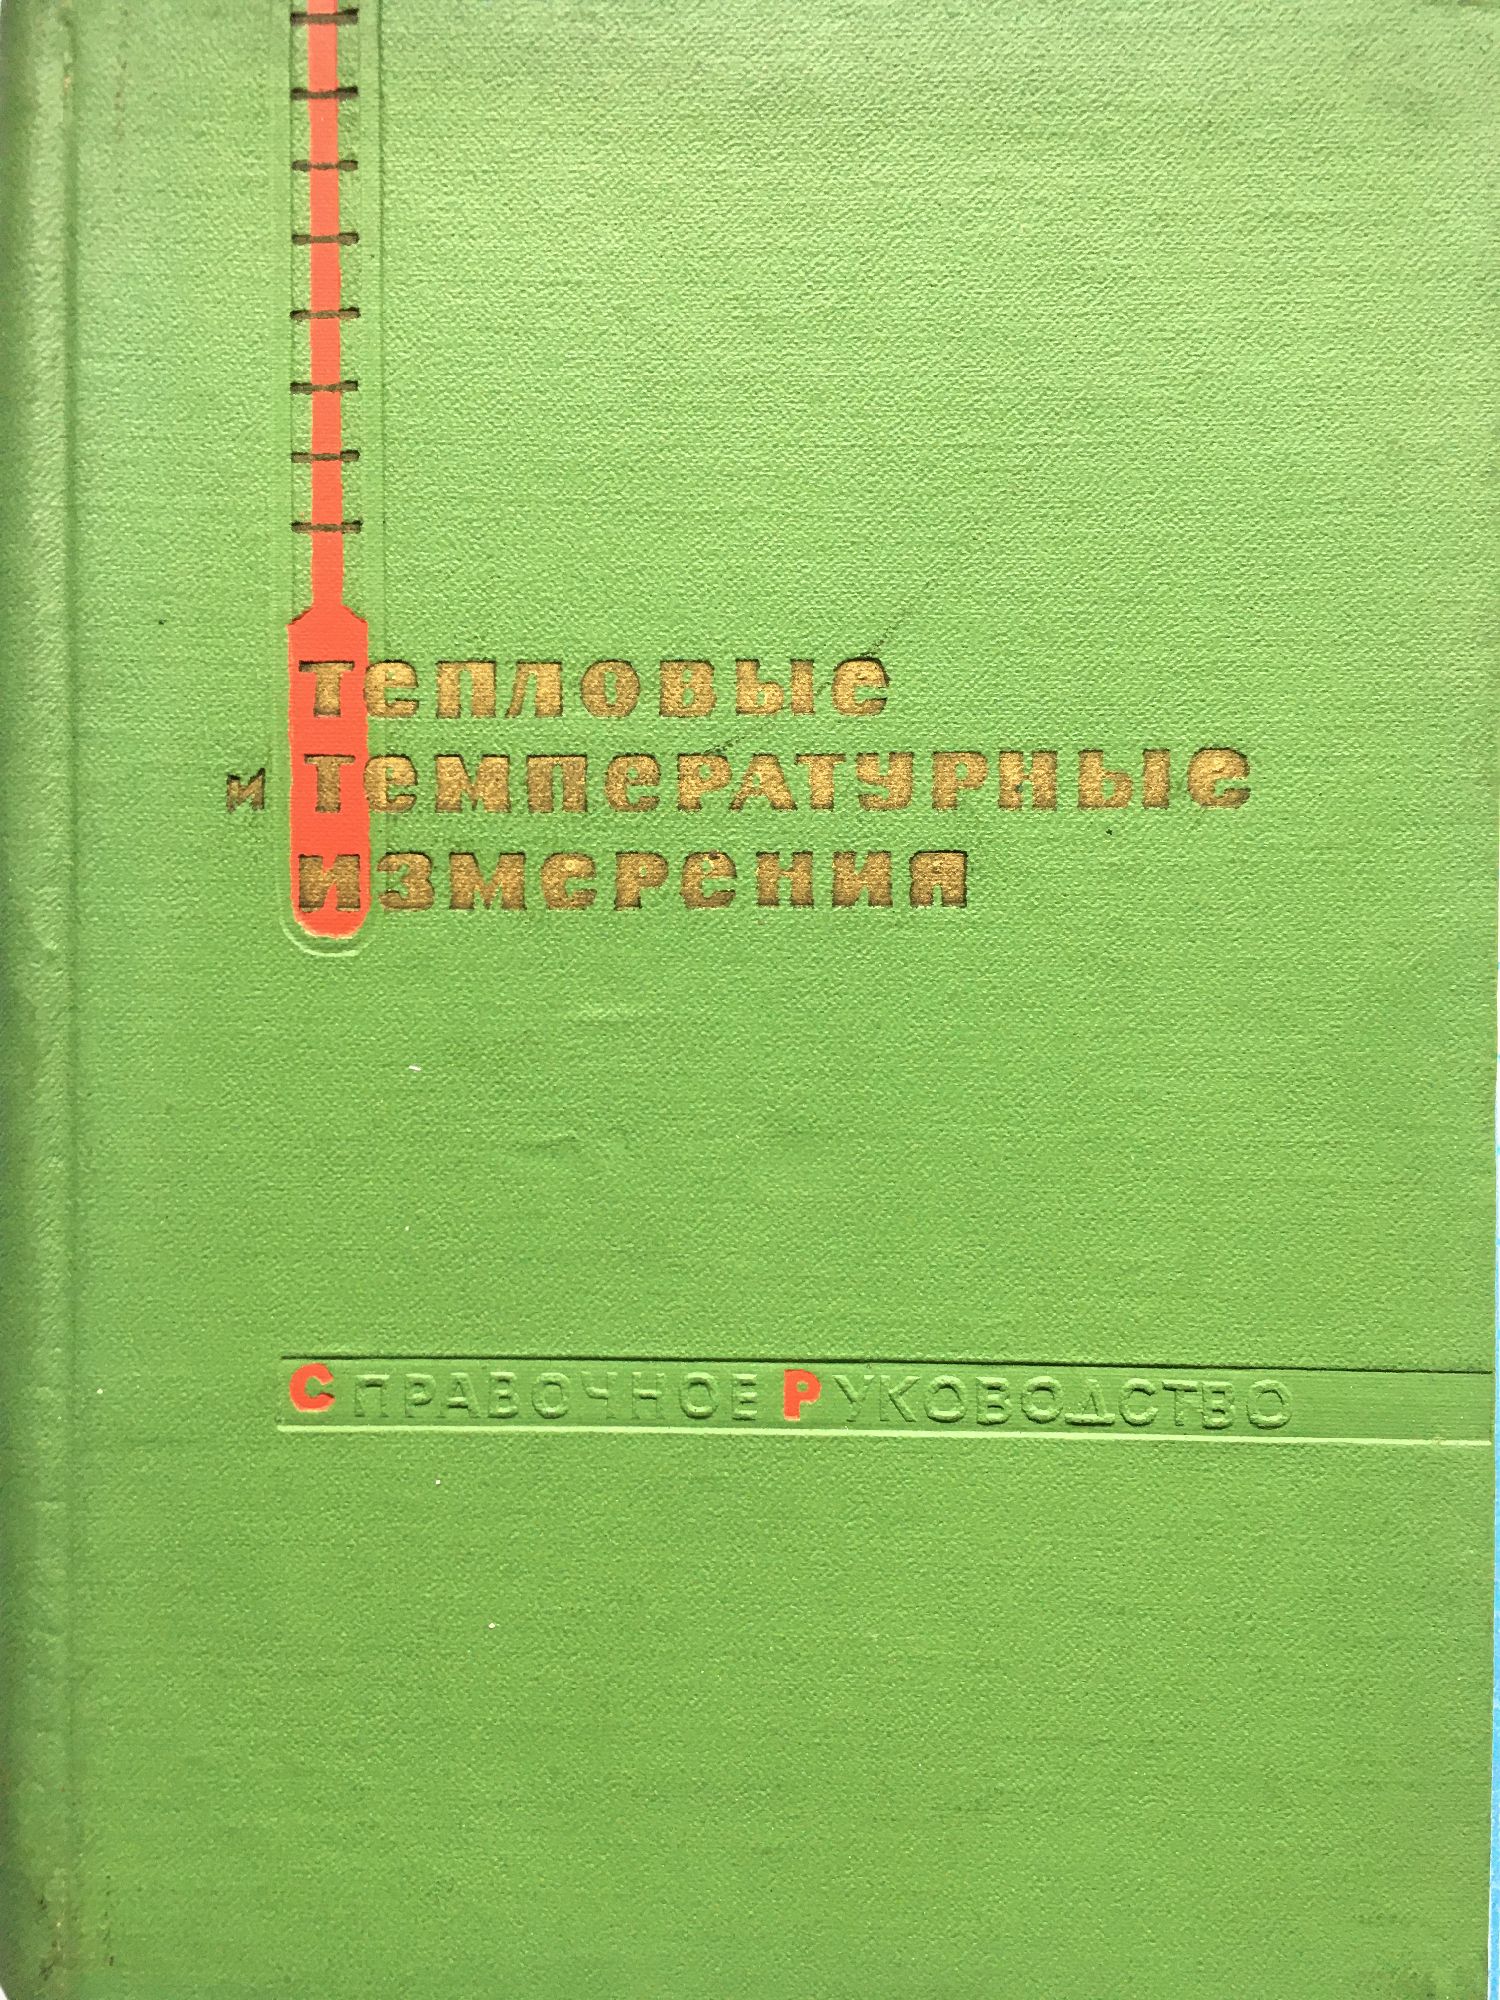 Тепловые
и температурные
измерения
СПРАВОЧНОЕ РУКОВОДСТВО